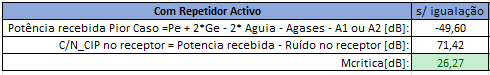 Com Repetidor Activo s/ igualação
Potência recebida Pior Caso =Pe + 2*Ge - 2* Aguia - Agases - A1 ou A2 [dB]: -49,60
C/N_CIP no receptor = Potencia recebida - Ruído no receptor [dB]: 71,42
Mcritica[dB]: 26,27